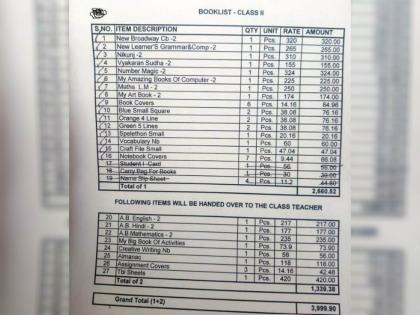 BOOKLIST - CLASS II
S.NO. ITEM DESCRIPTION QTY UNIT RATE AMOUNT
1 New Broadway Cb -2 1 Pcs. 320 320.00
2 New Learner'S Grammar&Comp -2 1 Pcs. 265 265.00
3 Nikunj -2 1 Pcs. 310 310.00
4 Vyakaran Sudha -2 1 Pcs. 155 155.00
5 Number Magic -2 1 Pcs. 324 324.00
6 My Amazing Books Of Computer -2 1 Pcs. 225 225.00
7 Maths L.M - 2 1 Pcs. 250 250.00
8 My Art Book - 2 1 Pcs. 174 174.00
9 Book Covers 6 Pcs. 14.16 84.96
10 Blue Small Square 2 Pcs. 38.08 76.16
11 Orange 4 Line 2 Pcs. 38.08 76.16
12 Green 5 Lines 2 Pcs. 38.08 76.16
13 Spelethon Small 1 Pcs. 20.16 20.16
14 Vocabulary Nb 1 Pcs. 60 60.00
15 Craft File Small 1 Pcs. 47.04 47.04
16 Notebook Covers 7 Pcs. 9.44 66.08
17 Student I -Card 1 Pcs. 56 56.00
18 Carry Bag For Books 1 Pcs. 30 30.00
19 Name Slip Sheet 4 Pcs. 11.2 44.80
Total of 1 2,660.52
FOLLOWING ITEMS WILL BE HANDED OVER TO THE CLASS TEACHER
20 A.B. English - 2 1 Pcs. 217 217.00
21 A.B. Hindi - 2 1 Pcs. 177 177.00
22 A.B.Mathematics - 2 1 Pcs. 235 235.00
23 My Big Book Of Activities 1 Pcs. 73.9 73.90
24 Creative Writing Nb 1 Pcs. 56 56.00
25 Almanac 1 Pcs. 118 118.00
26 Assignment Covers 3 Pcs. 14.16 42.48
27 Tbi Sheets 1 Pcs. 420 420.00
Total of 2 1,339.38
Grand Total (1+2) 3,999.90